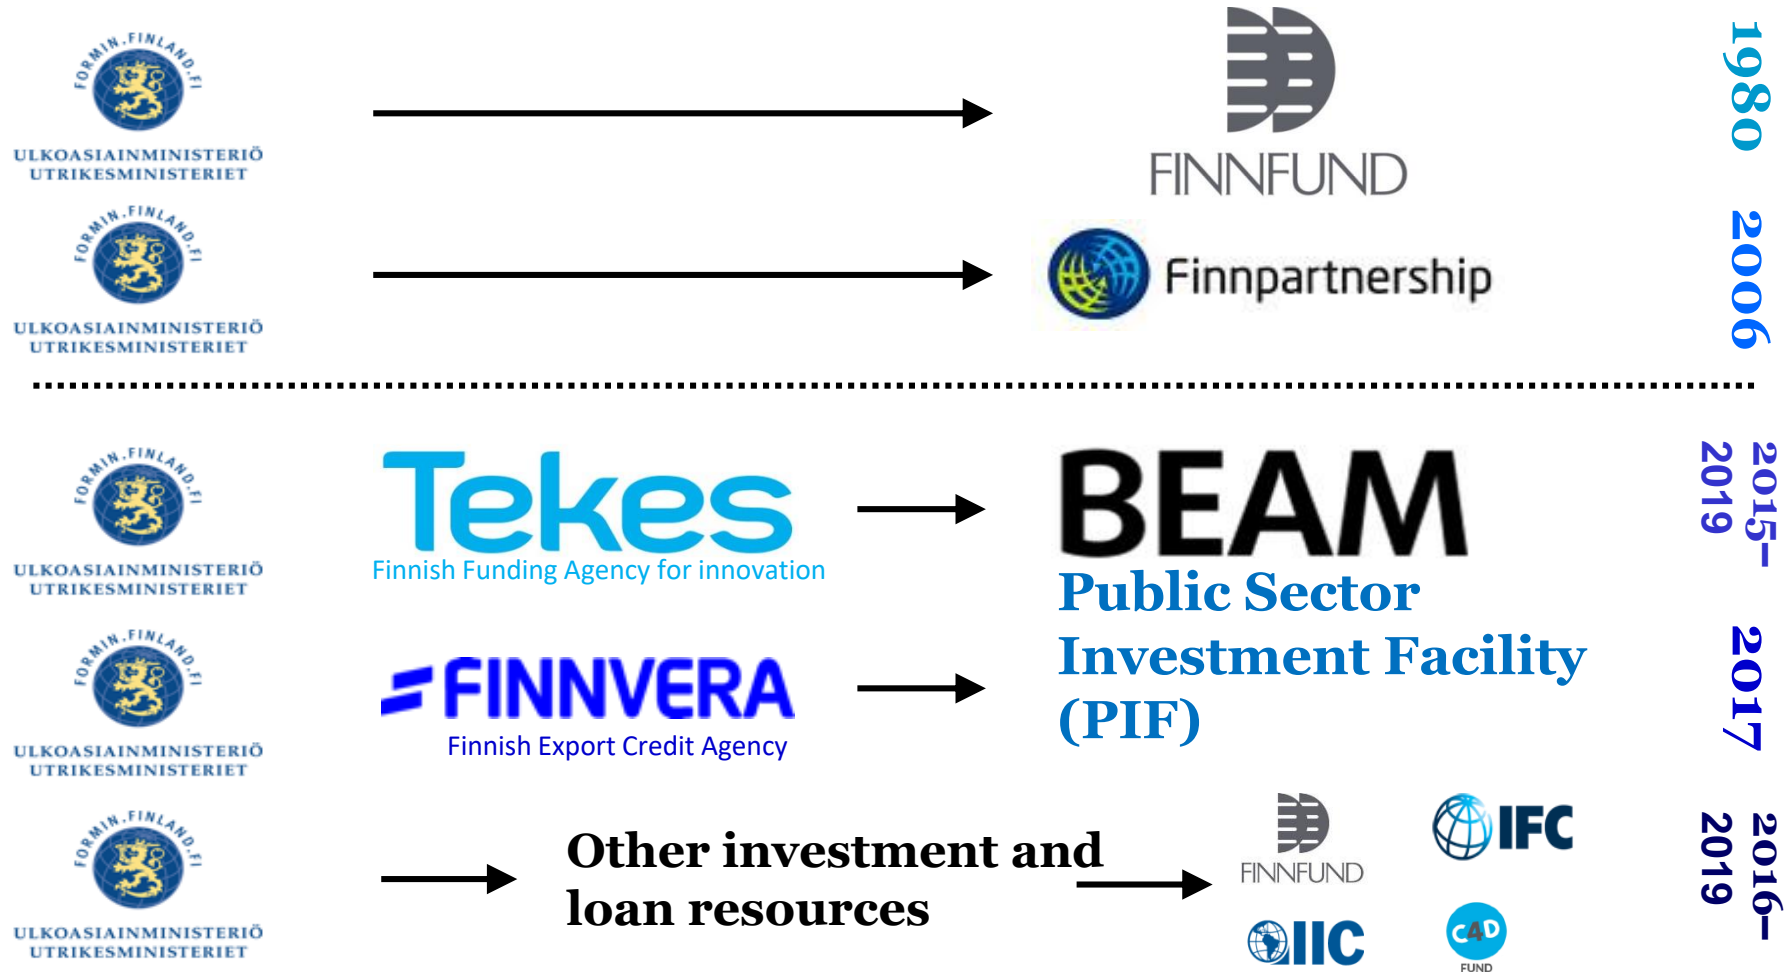 FORMIN.FINLAND.FI
ULKOASIAINMINISTERIÖ
UTRIKESMINISTERIET
FINNFUND
1980
FORMIN.FINLAND.FI
ULKOASIAINMINISTERIÖ
UTRIKESMINISTERIET
Finnpartnership
2006
FORMIN.FINLAND.FI
ULKOASIAINMINISTERIÖ
UTRIKESMINISTERIET
Tekes
Finnish Funding Agency for innovation
BEAM
2015–
2019
FORMIN.FINLAND.FI
ULKOASIAINMINISTERIÖ
UTRIKESMINISTERIET
FINNVERA
Finnish Export Credit Agency
Public Sector
Investment Facility
(PIF)
2017
FORMIN.FINLAND.FI
ULKOASIAINMINISTERIÖ
UTRIKESMINISTERIET
Other investment and
loan resources
FINNFUND
IFC
IIC
C4D
FUND
2016–
2019